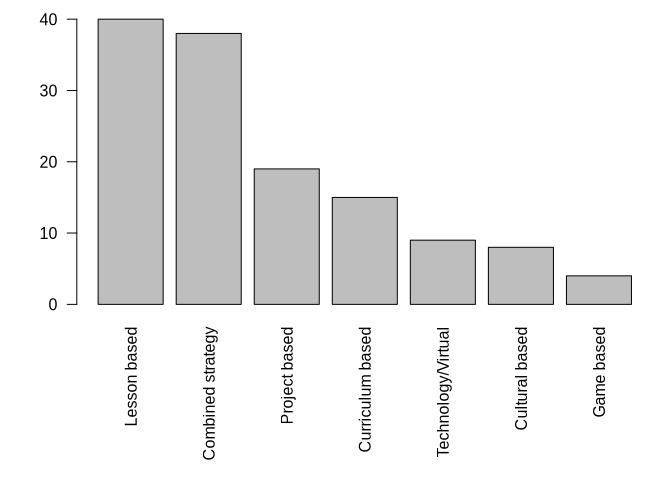 40
30
20
10
0
Lesson based
Combined strategy
Project based
Curriculum based
Technology/Virtual
Cultural based
Game based